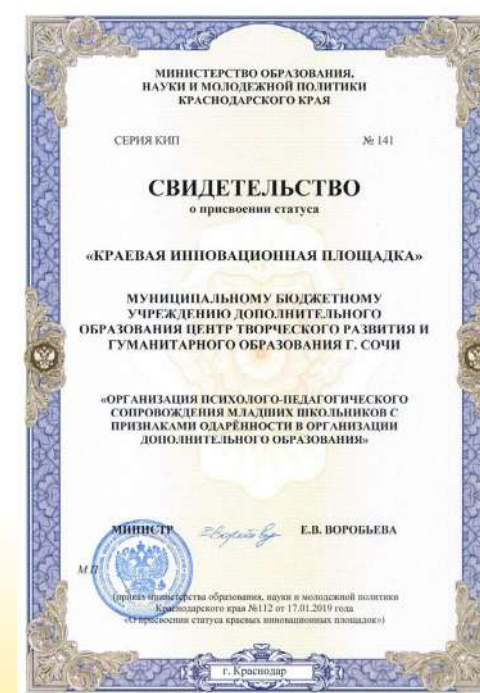 МИНИСТЕРСТВО ОБРАЗОВАНИЯ,
НАУКИ И МОЛОДЕЖНОЙ ПОЛИТИКИ
КРАСНОДАРСКОГО КРАЯ
СЕРИЯ КИП № 141
СВИДЕТЕЛЬСТВО
о присвоении статуса
«КРАЕВАЯ ИННОВАЦИОННАЯ ПЛОЩАДКА»
МУНИЦИПАЛЬНОМУ БЮДЖЕТНОМУ
УЧРЕЖДЕНИЮ ДОПОЛНИТЕЛЬНОГО
ОБРАЗОВАНИЯ ЦЕНТР ТВОРЧЕСКОГО РАЗВИТИЯ И
ГУМАНИТАРНОГО ОБРАЗОВАНИЯ Г. СОЧИ
«ОРГАНИЗАЦИЯ ПСИХОЛОГО-ПЕДАГОГИЧЕСКОГО
СОПРОВОЖДЕНИЯ МЛАДШИХ ШКОЛЬНИКОВ С
ПРИЗНАКАМИ ОДАРЁННОСТИ В ОРГАНИЗАЦИИ
ДОПОЛНИТЕЛЬНОГО ОБРАЗОВАНИЯ»
МИНИСТР Е.В. ВОРОБЬЕВА
М П
(приказ министерства образования, науки и молодежной политики
Краснодарского края №112 от 17.01.2019 года
«О присвоении статуса краевых инновационных площадок»)
г. Краснодар